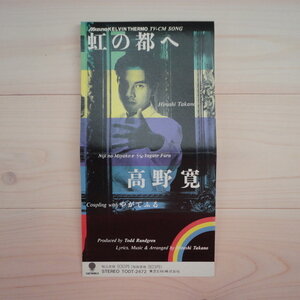 Mizuno KELVIN THERMO TV-CM SONG
虹の都へ
Hiroshi Takano
Niji no Miyako e c/w Yagate Furu
高野寛
Coupling with やがてふる
Produced by Todd Rundgren
Lyrics, Music & Arranged by Hiroshi Takano
STEREO TODT-2472